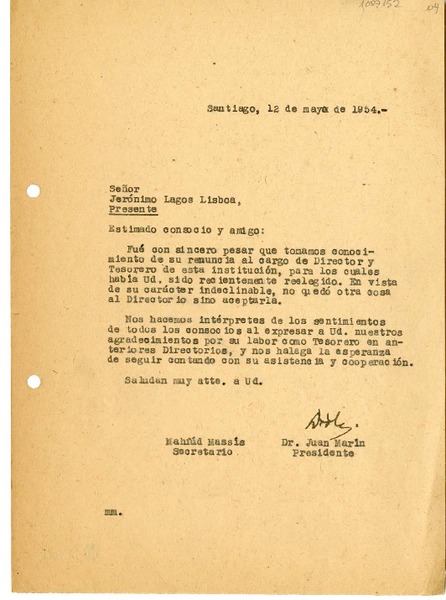 1087152 04
Santiago, 12 de mayo de 1954.-
Señor
Jerónimo Lagos Lisboa,
Presente
Estimado consocio y amigo:
Fué con sincero pesar que tomamos conoci-
miento de su renuncia al cargo de Director y
Tesorero de esta institución, para los cuales
había Ud. sido recientemente reelegido. En vista
de su carácter indeclinable, no quedó otra cosa
al Directorio sino aceptarla.
Nos hacemos intérpretes de los sentimientos
de todos los consocios al expresar a Ud. nuestros
agradecimientos por su labor como Tesorero en an-
teriores Directorios, y nos halaga la esperanza
de seguir contando con su asistencia y cooperación.
Saludan muy atte. a Ud.
Mahfúd Massis Dr. Juan Marin
Secretario Presidente
mm.